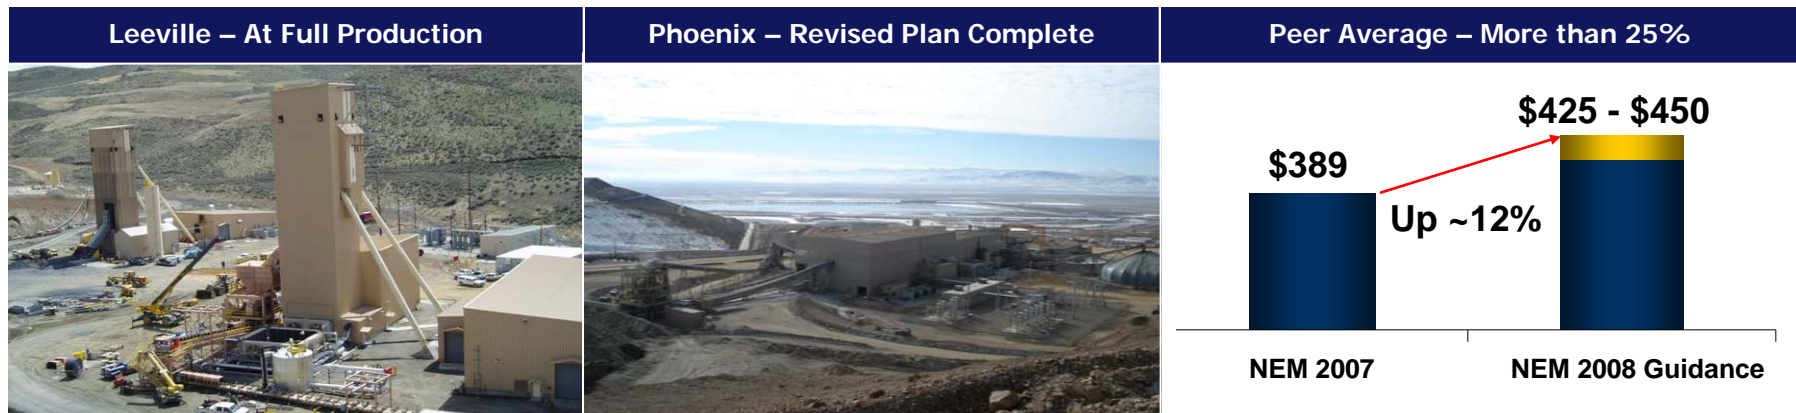 Leeville – At Full Production
Phoenix – Revised Plan Complete
Peer Average – More than 25%
$425 - $450
$389
Up ~12%
NEM 2007
NEM 2008 Guidance